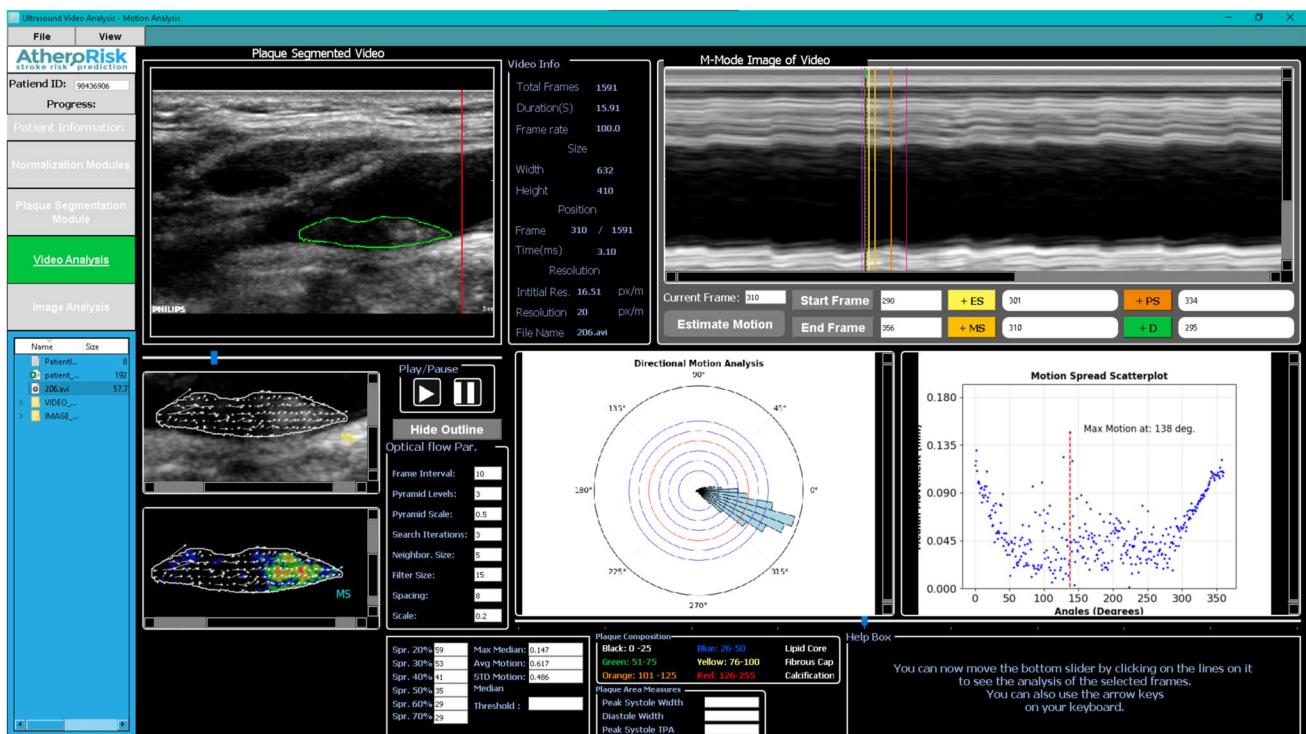 Ultrasound Video Analysis - Motion Analysis
File View
AtheroRisk
stroke risk prediction
Patiend ID: 98436906
Progress:
Patient Information
Normalization Modules
Plaque Segmentation
Module
Video Analysis
Image Analysis
Name Size
PatientI... 8
patient_... 192
206.avi 57.7
VIDEO_...
IMAGE_...
Plaque Segmented Video
PHILIPS
Video Info
Total Frames 1591
Duration(S) 15.91
Frame rate 100.0
Size
Width 632
Height 410
Position
Frame 310 / 1591
Time(ms) 3.10
Resolution
Intitial Res. 16.51 px/m
Resolution 20 px/m
File Name 206.avi
M-Mode Image of Video
Current Frame: 310 Start Frame 290 + ES 301 + PS 334
Estimate Motion End Frame 356 + MS 310 + D 295
MS
MS
Play/Pause
Hide Outline
Optical flow Par.
Frame Interval: 10
Pyramid Levels: 3
Pyramid Scale: 0.5
Search Iterations: 3
Neighbor. Size: 5
Filter Size: 15
Spacing: 8
Scale: 0.2
Directional Motion Analysis
90°
135° 45°
180° 0°
225° 315°
270°
Motion Spread Scatterplot
Max Motion at: 138 deg.
0.180
0.135
0.090
0.045
0.000
0 50 100 150 200 250 300 350
Angles (Degrees)
Spr. 20% 59 Max Median: 0.147
Spr. 30% 53 Avg Motion: 0.617
Spr. 40% 41 STD Motion: 0.486
Spr. 50% 35 Median
Spr. 60% 29 Threshold :
Spr. 70% 29
Plaque Composition
Black: 0 -25 Blue: 26-50 Lipid Core
Green: 51-75 Yellow: 76-100 Fibrous Cap
Orange: 101 -125 Red: 126-255 Calcification
Plaque Area Measures
Peak Systole Width
Diastole Width
Peak Systole TPA
Help Box
You can now move the bottom slider by clicking on the lines on it
to see the analysis of the selected frames.
You can also use the arrow keys
on your keyboard.